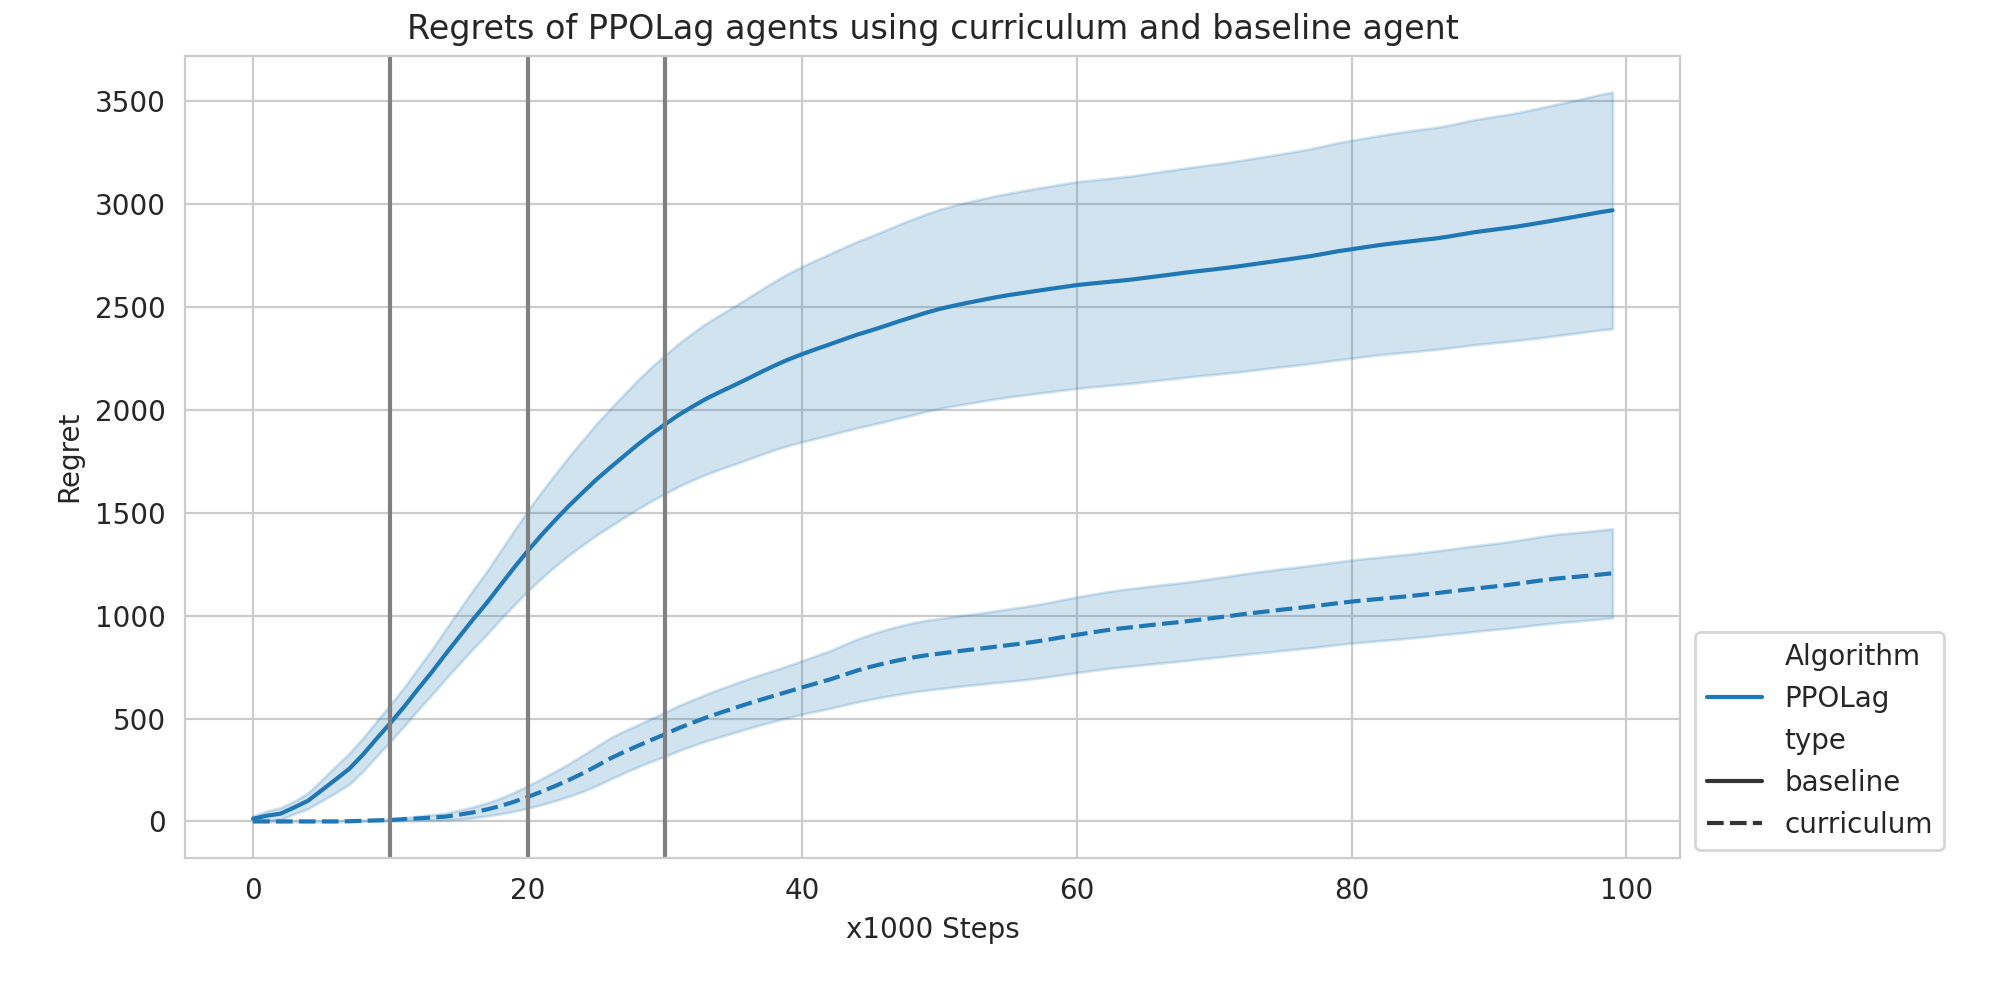 Regrets of PPOLag agents using curriculum and baseline agent
3500
3000
2500
2000
1500
1000
500
0
Regret
0 20 40 60 80 100
x1000 Steps
Algorithm
PPOLag
type
baseline
curriculum